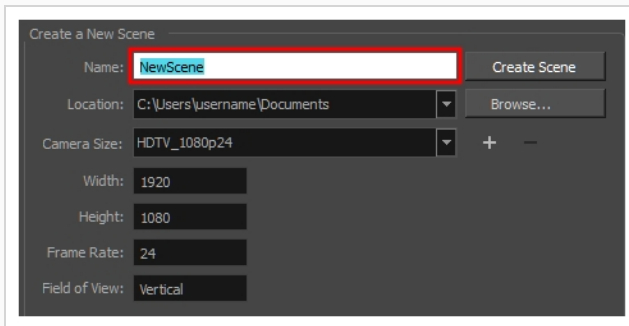 Create a New Scene
Name: NewScene Create Scene
Location: C:\Users\username\Documents Browse...
Camera Size: HDTV_1080p24 + −
Width: 1920
Height: 1080
Frame Rate: 24
Field of View: Vertical